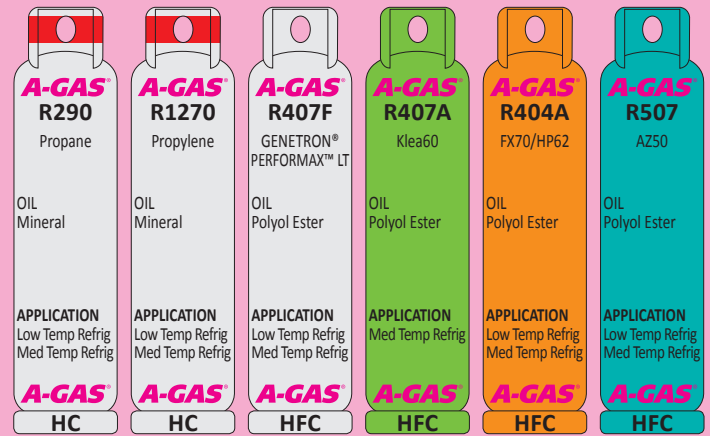 A-GAS®
R290
Propane
OIL
Mineral
APPLICATION
Low Temp Refrig
Med Temp Refrig
A-GAS®
HC
A-GAS®
R1270
Propylene
OIL
Mineral
APPLICATION
Low Temp Refrig
Med Temp Refrig
A-GAS®
HC
A-GAS®
R407F
GENETRON®
PERFORMAX™ LT
OIL
Polyol Ester
APPLICATION
Low Temp Refrig
Med Temp Refrig
A-GAS®
HFC
A-GAS®
R407A
Klea60
OIL
Polyol Ester
APPLICATION
Med Temp Refrig
A-GAS®
HFC
A-GAS®
R404A
FX70/HP62
OIL
Polyol Ester
APPLICATION
Low Temp Refrig
Med Temp Refrig
A-GAS®
HFC
A-GAS®
R507
AZ50
OIL
Polyol Ester
APPLICATION
Low Temp Refrig
Med Temp Refrig
A-GAS®
HFC